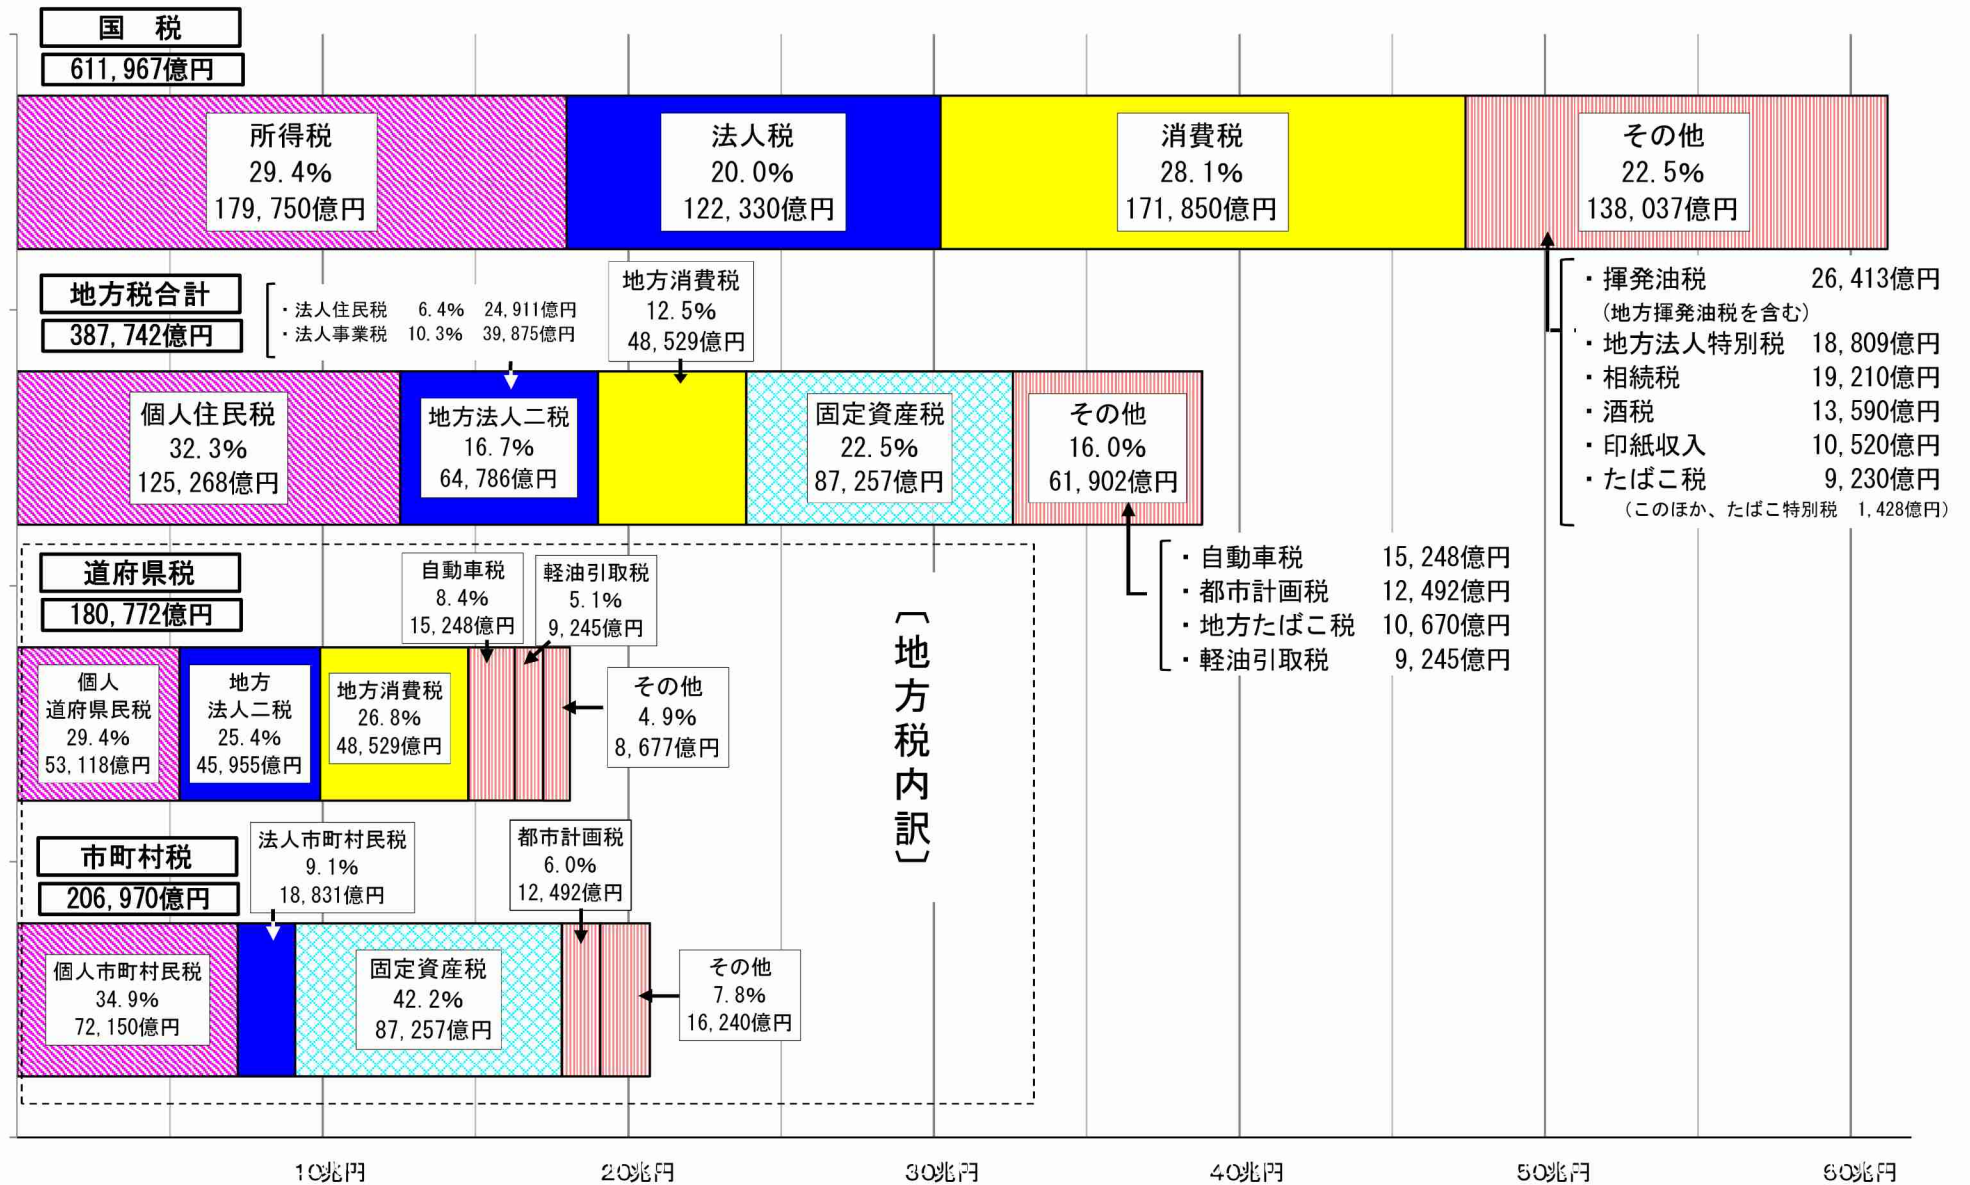 国　税
611,967億円
所得税
29.4%
179,750億円
法人税
20.0%
122,330億円
消費税
28.1%
171,850億円
その他
22.5%
138,037億円
・揮発油税　26,413億円
(地方揮発油税を含む)
・地方法人特別税　18,809億円
・相続税　19,210億円
・酒税　13,590億円
・印紙収入　10,520億円
・たばこ税　9,230億円
(このほか、たばこ特別税　1,428億円)
地方税合計
387,742億円
・法人住民税　6.4%　24,911億円
・法人事業税　10.3%　39,875億円
地方消費税
12.5%
48,529億円
個人住民税
32.3%
125,268億円
地方法人二税
16.7%
64,786億円
固定資産税
22.5%
87,257億円
その他
16.0%
61,902億円
・自動車税　15,248億円
・都市計画税　12,492億円
・地方たばこ税　10,670億円
・軽油引取税　9,245億円
道府県税
180,772億円
自動車税
8.4%
15,248億円
軽油引取税
5.1%
9,245億円
個人
道府県民税
29.4%
53,118億円
地方
法人二税
25.4%
45,955億円
地方消費税
26.8%
48,529億円
その他
4.9%
8,677億円
〔地方税内訳〕
市町村税
206,970億円
法人市町村民税
9.1%
18,831億円
都市計画税
6.0%
12,492億円
個人市町村民税
34.9%
72,150億円
固定資産税
42.2%
87,257億円
その他
7.8%
16,240億円
10兆円　20兆円　30兆円　40兆円　50兆円　60兆円